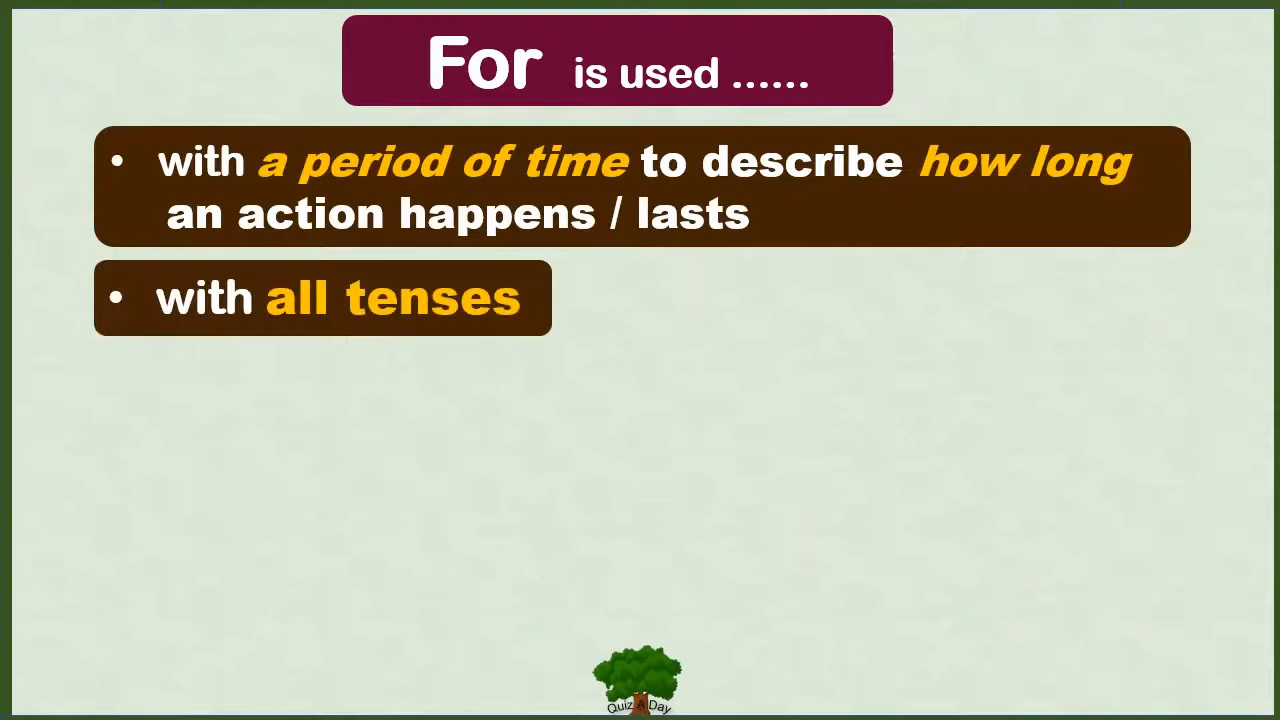 For is used ......
• with a period of time to describe how long
an action happens / lasts
• with all tenses
Quiz A Day